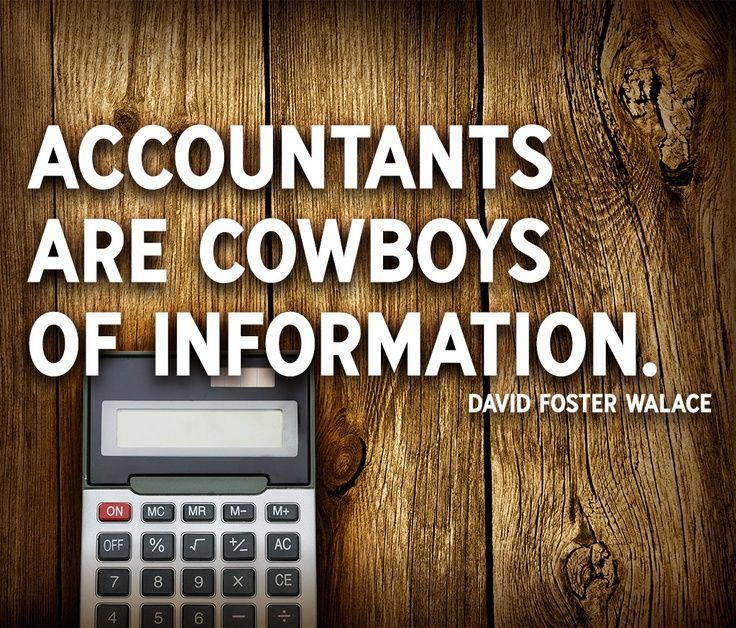 ACCOUNTANTS
ARE COWBOYS
OF INFORMATION.
DAVID FOSTER WALACE
ON MC MR M- M+
OFF % √ +/- AC
7 8 9 × CE
4 5 6 - ÷